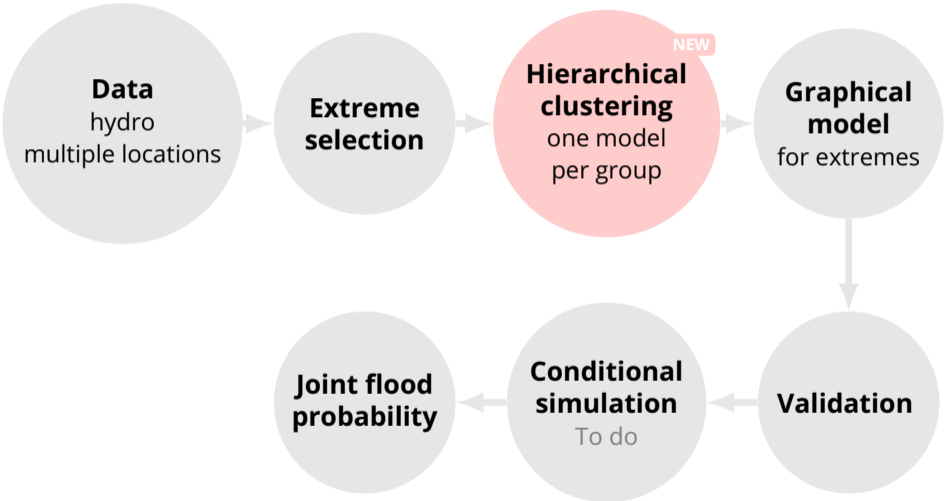 Data
hydro
multiple locations
Extreme
selection
NEW
Hierarchical
clustering
one model
per group
Graphical
model
for extremes
Validation
Conditional
simulation
To do
Joint flood
probability